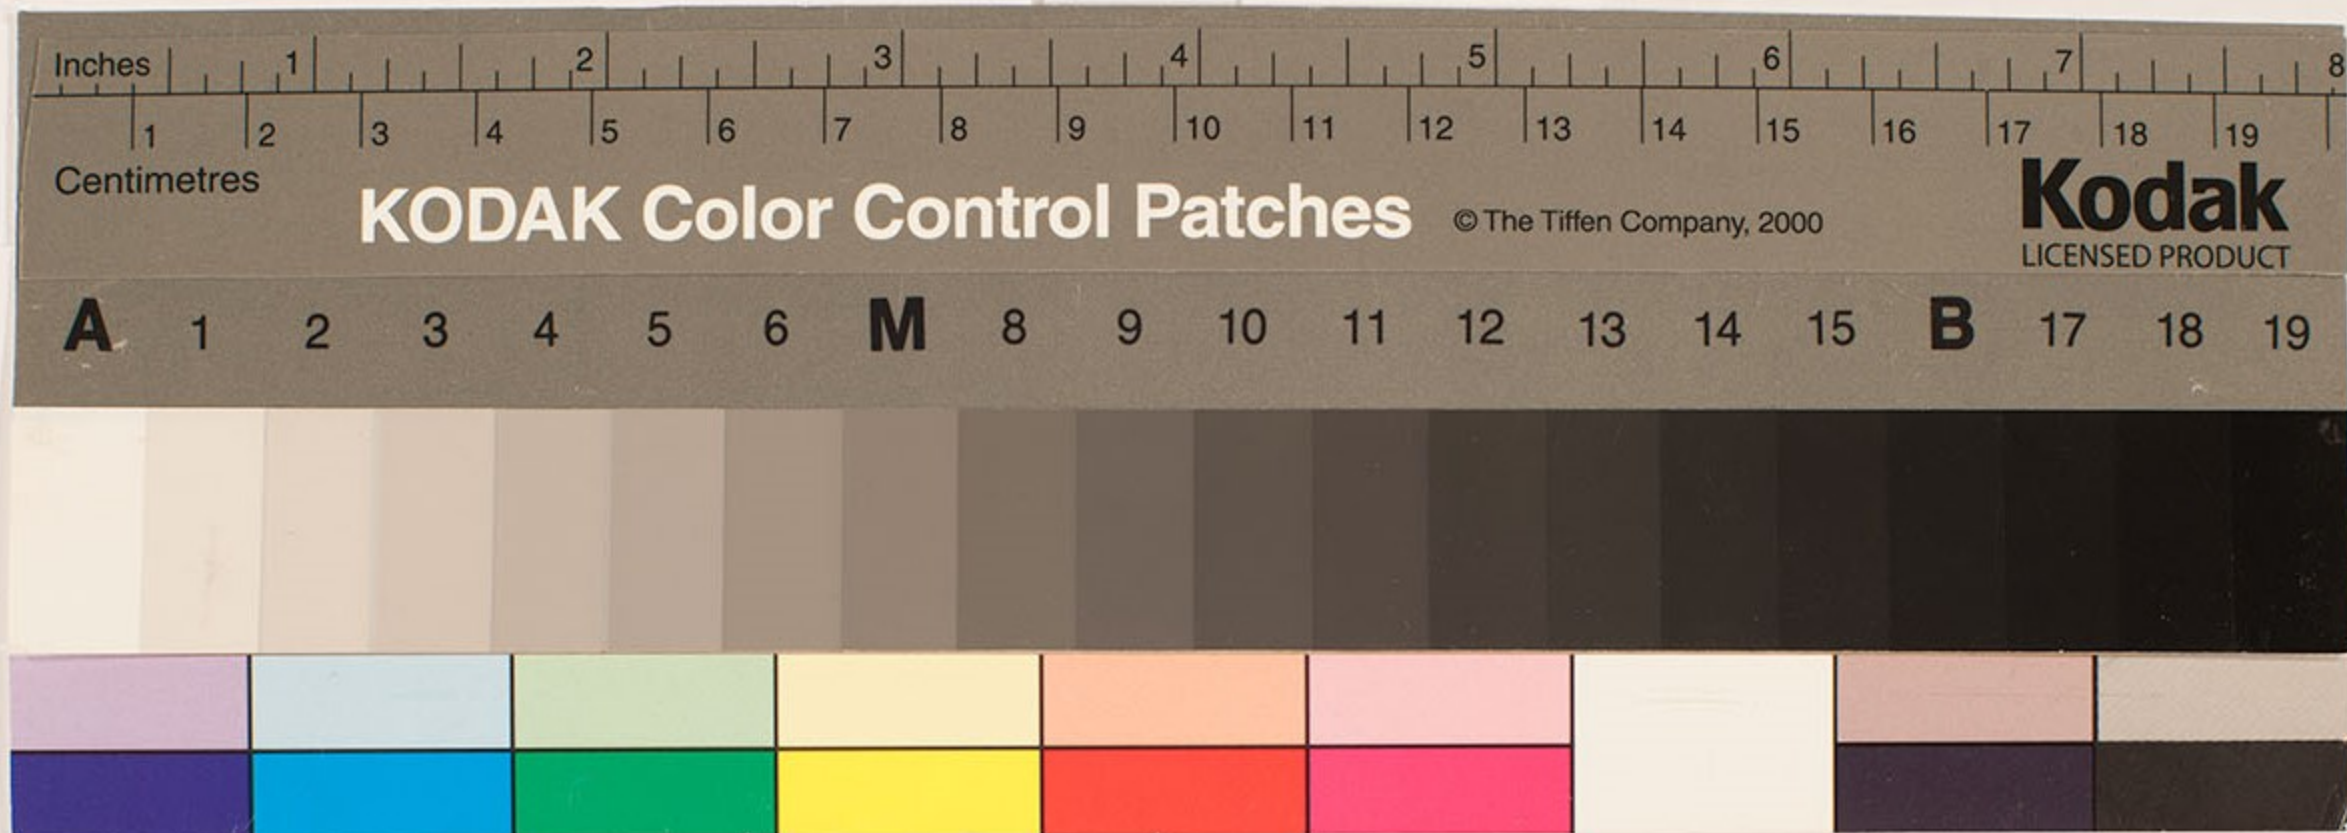 Inches 1 2 3 4 5 6 7 8
1 2 3 4 5 6 7 8 9 10 11 12 13 14 15 16 17 18 19
Centimetres
KODAK Color Control Patches © The Tiffen Company, 2000 Kodak
LICENSED PRODUCT
A 1 2 3 4 5 6 M 8 9 10 11 12 13 14 15 B 17 18 19